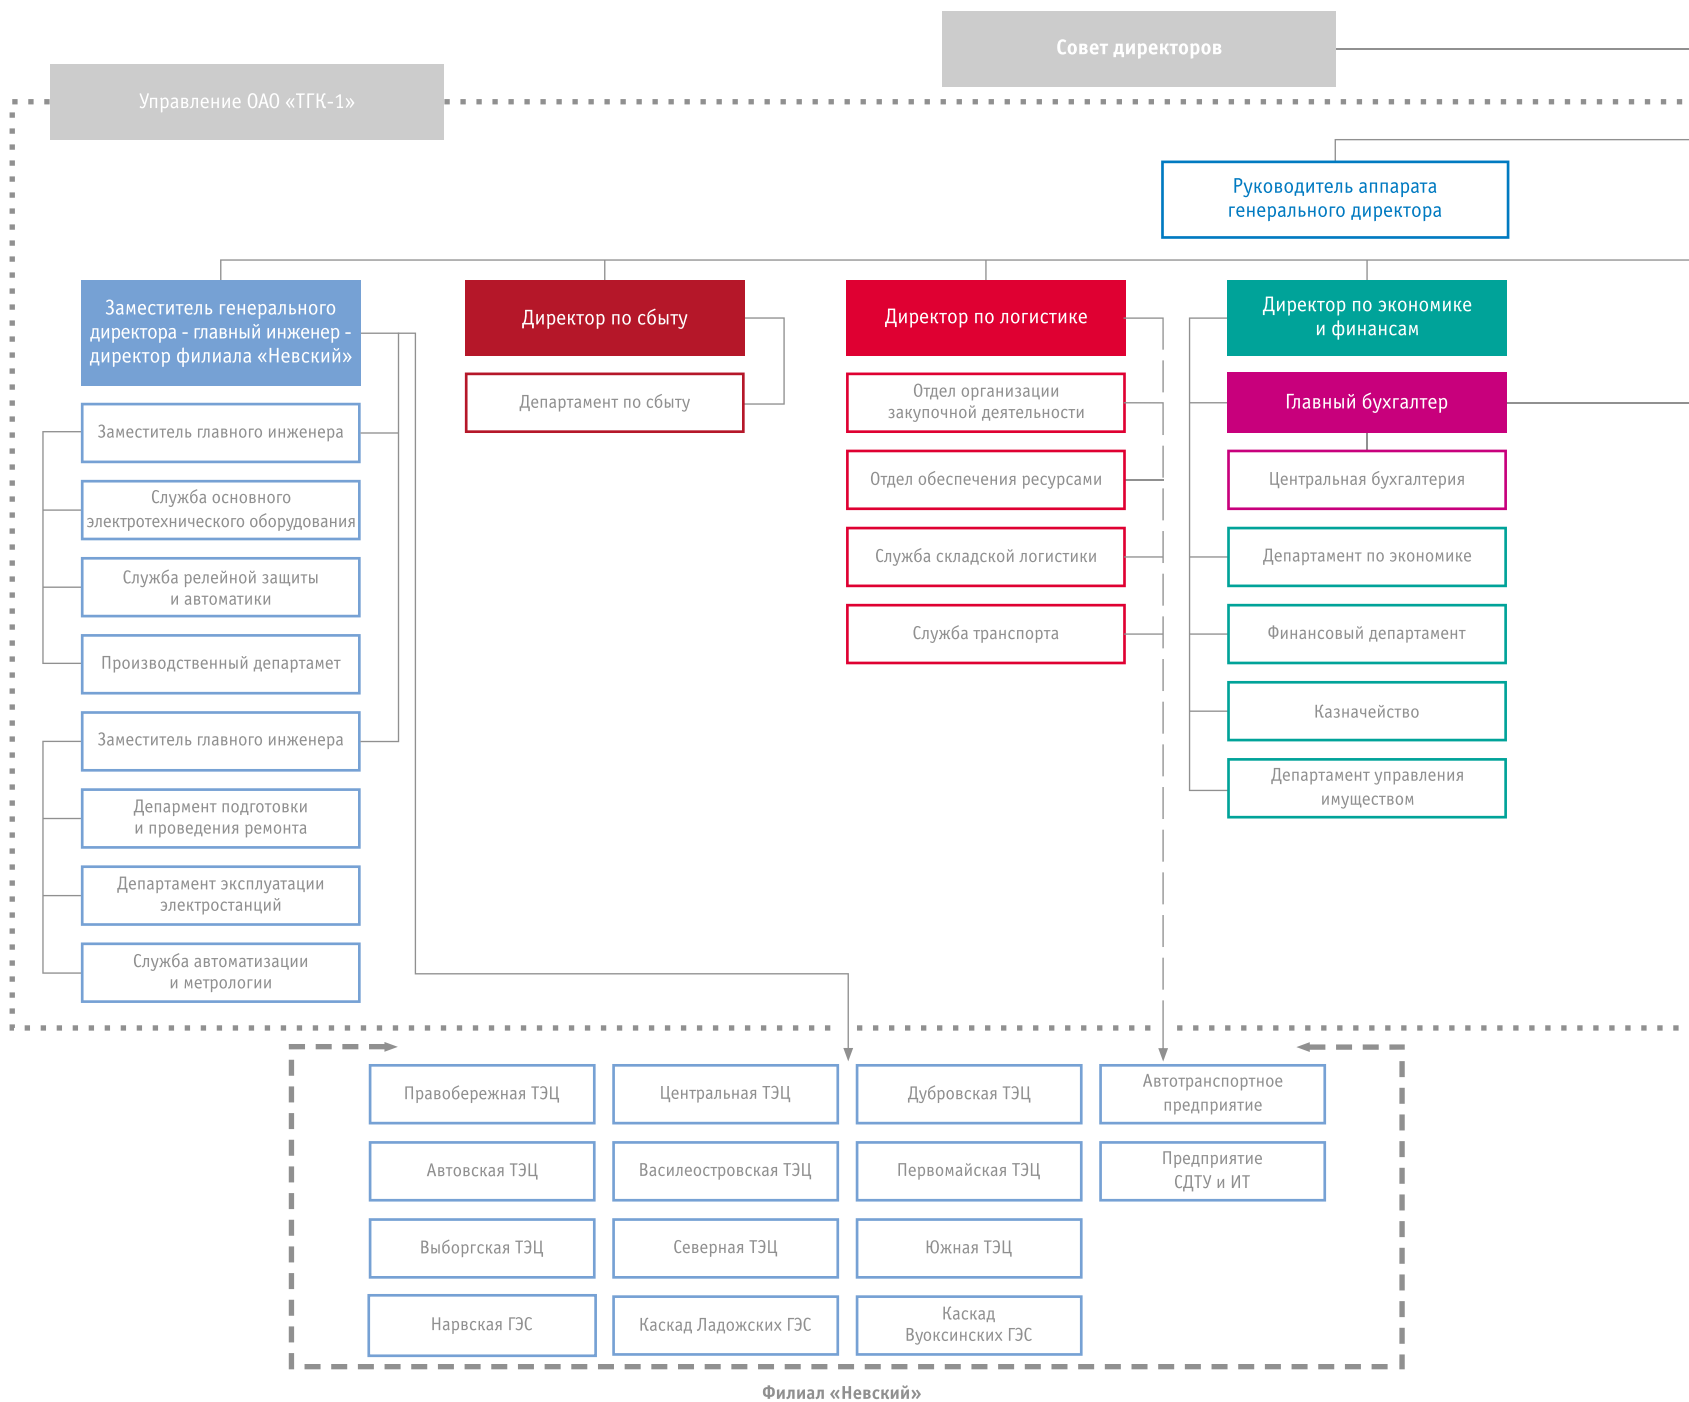 Совет директоров
Управление ОАО «ТГК-1»
Руководитель аппарата
генерального директора
Заместитель генерального
директора - главный инженер -
директор филиала «Невский»
Заместитель главного инженера
Служба основного
электротехнического оборудования
Служба релейной защиты
и автоматики
Производственный департамет
Заместитель главного инженера
Департмент подготовки
и проведения ремонта
Департамент эксплуатации
электростанций
Служба автоматизации
и метрологии
Директор по сбыту
Департамент по сбыту
Директор по логистике
Отдел организации
закупочной деятельности
Отдел обеспечения ресурсами
Служба складской логистики
Служба транспорта
Директор по экономике
и финансам
Главный бухгалтер
Центральная бухгалтерия
Департамент по экономике
Финансовый департамент
Казначейство
Департамент управления
имуществом
Правобережная ТЭЦ
Центральная ТЭЦ
Дубровская ТЭЦ
Автотранспортное
предприятие
Автовская ТЭЦ
Василеостровская ТЭЦ
Первомайская ТЭЦ
Предприятие
СДТУ и ИТ
Выборгская ТЭЦ
Северная ТЭЦ
Южная ТЭЦ
Нарвская ГЭС
Каскад Ладожских ГЭС
Каскад
Вуоксинских ГЭС
Филиал «Невский»